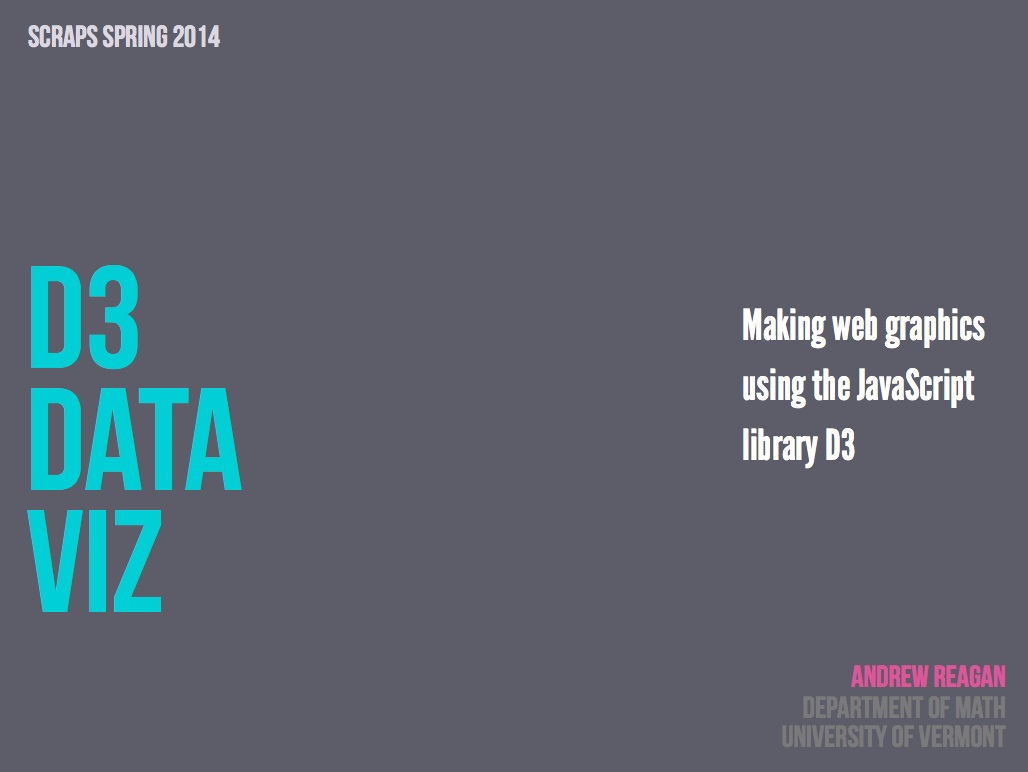 SCRAPS SPRING 2014
D3
DATA
VIZ
Making web graphics
using the JavaScript
library D3
ANDREW REAGAN
DEPARTMENT OF MATH
UNIVERSITY OF VERMONT